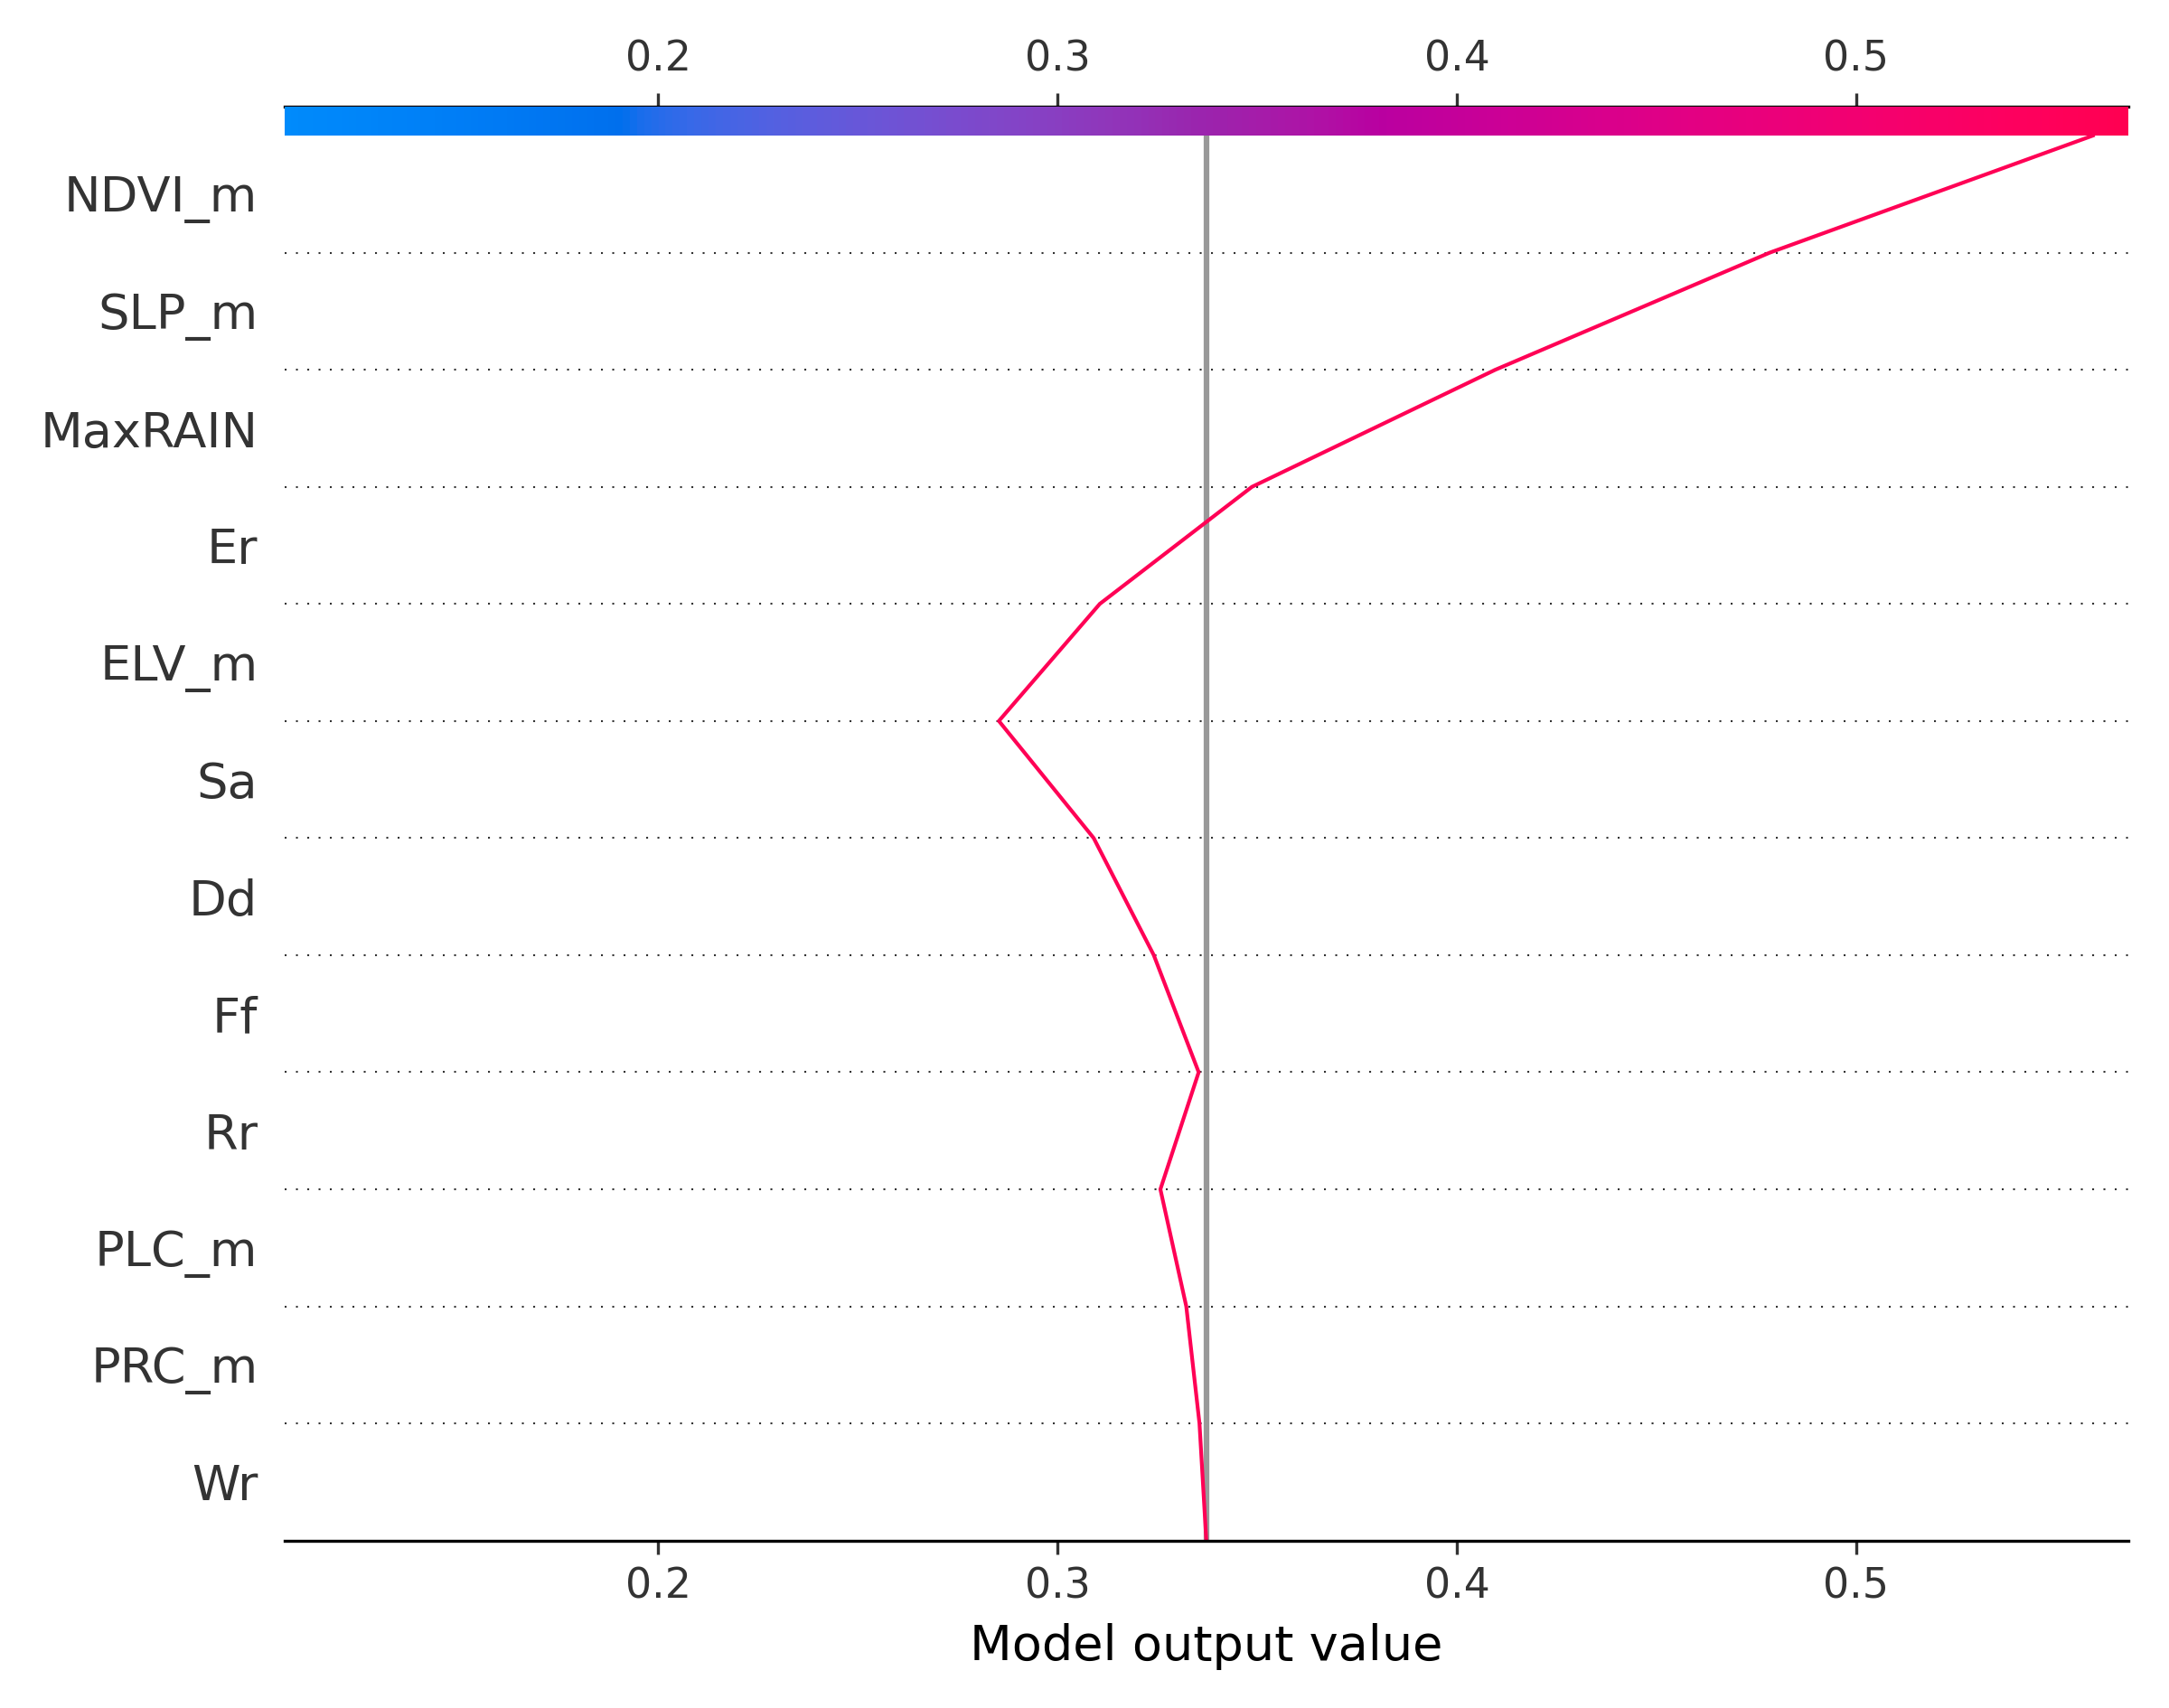 0.2 0.3 0.4 0.5
NDVI_m
SLP_m
MaxRAIN
Er
ELV_m
Sa
Dd
Ff
Rr
PLC_m
PRC_m
Wr
0.2 0.3 0.4 0.5
Model output value